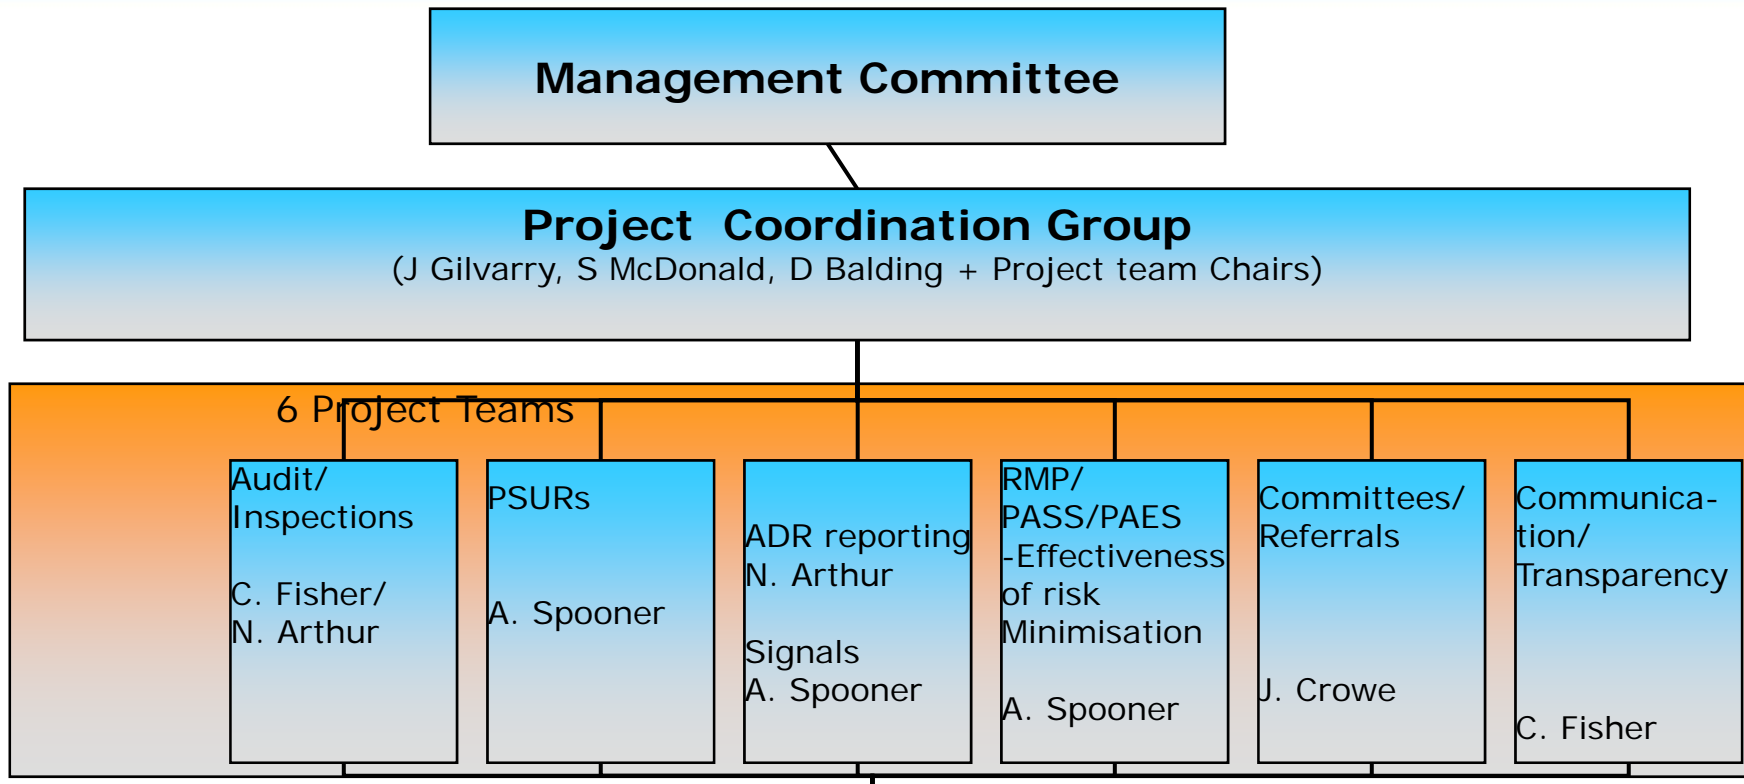 Management Committee
Project Coordination Group
(J Gilvarry, S McDonald, D Balding + Project team Chairs)
6 Project Teams
Audit/
Inspections
C. Fisher/
N. Arthur
PSURs
A. Spooner
ADR reporting
N. Arthur
Signals
A. Spooner
RMP/
PASS/PAES
-Effectiveness
of risk
Minimisation
A. Spooner
Committees/
Referrals
J. Crowe
Communica-
tion/
Transparency
C. Fisher